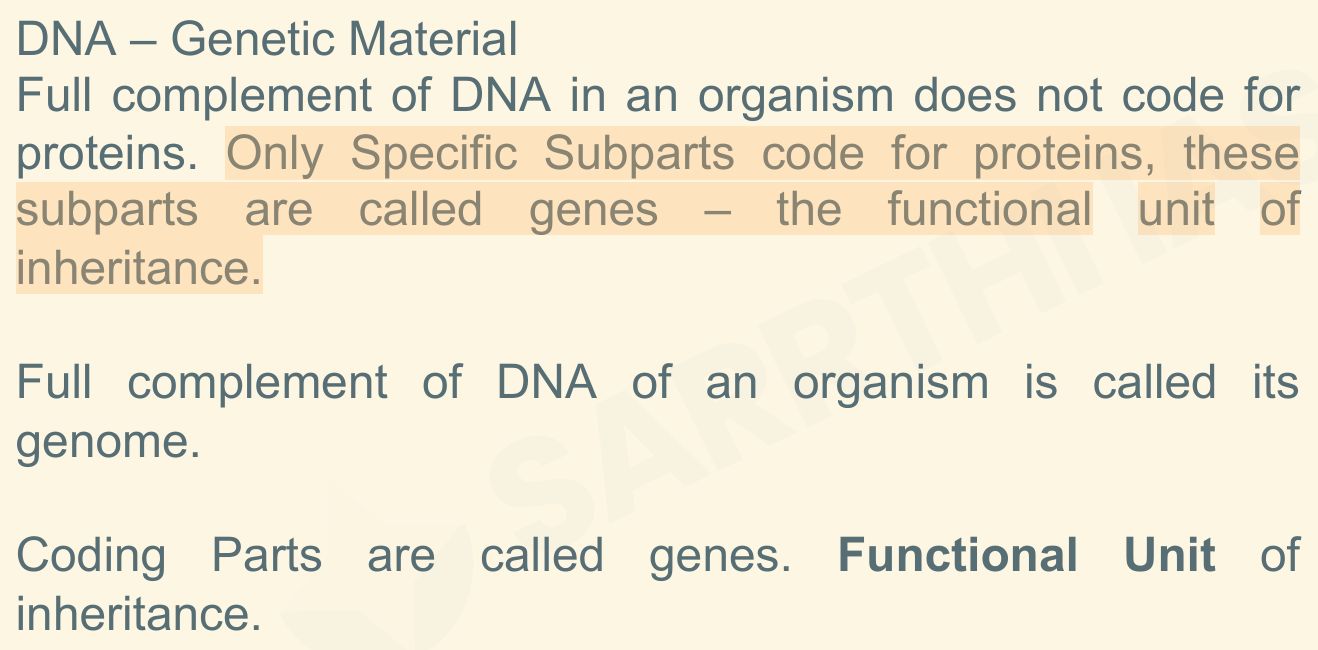 DNA – Genetic Material
Full complement of DNA in an organism does not code for
proteins. Only Specific Subparts code for proteins, these
subparts are called genes – the functional unit of
inheritance.
Full complement of DNA of an organism is called its
genome.
Coding Parts are called genes. Functional Unit of
inheritance.
SARRTHI IAS